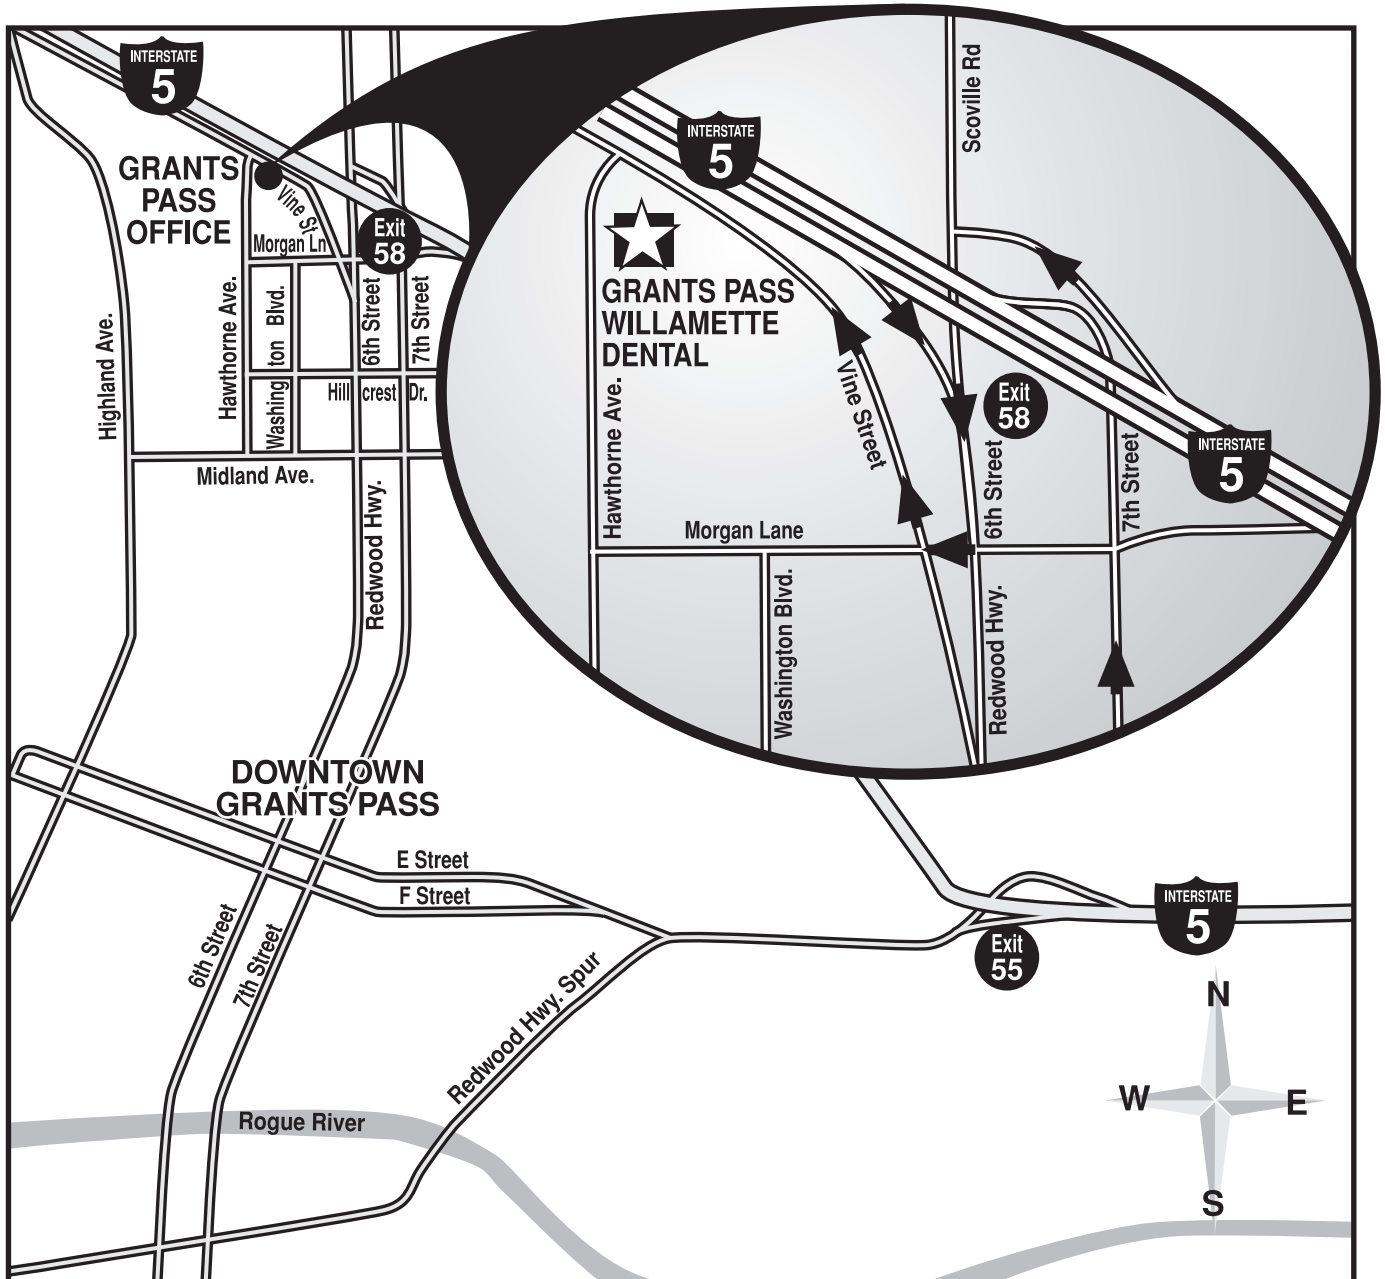 INTERSTATE
5
GRANTS
PASS
OFFICE
Vine St
Morgan Ln
Exit
58
Highland Ave.
Hawthorne Ave.
Washington Blvd.
6th Street
7th Street
Hillcrest Dr.
Midland Ave.
Redwood Hwy.
Scoville Rd
INTERSTATE
5
GRANTS PASS
WILLAMETTE
DENTAL
Hawthorne Ave.
Vine Street
Exit
58
6th Street
7th Street
INTERSTATE
5
Morgan Lane
Washington Blvd.
Redwood Hwy.
DOWNTOWN
GRANTS PASS
E Street
F Street
6th Street
7th Street
Redwood Hwy. Spur
INTERSTATE
5
Exit
55
Rogue River
N
W
E
S